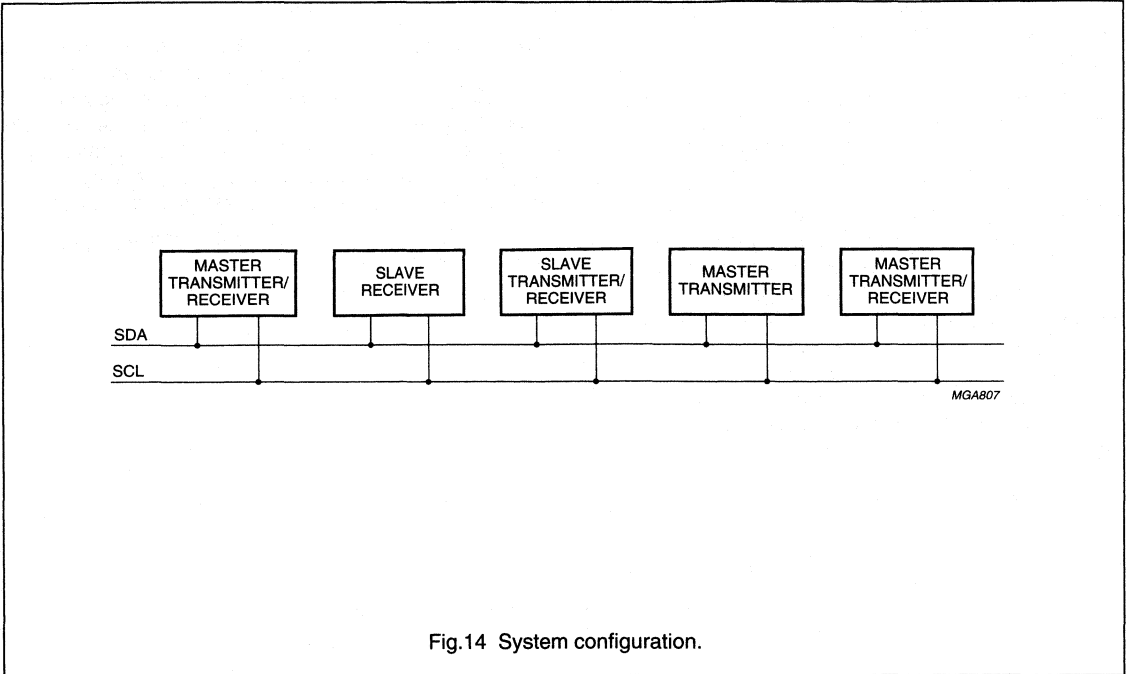 MASTER
TRANSMITTER/
RECEIVER
SLAVE
RECEIVER
SLAVE
TRANSMITTER/
RECEIVER
MASTER
TRANSMITTER
MASTER
TRANSMITTER/
RECEIVER
SDA
SCL
MGA807
Fig.14 System configuration.